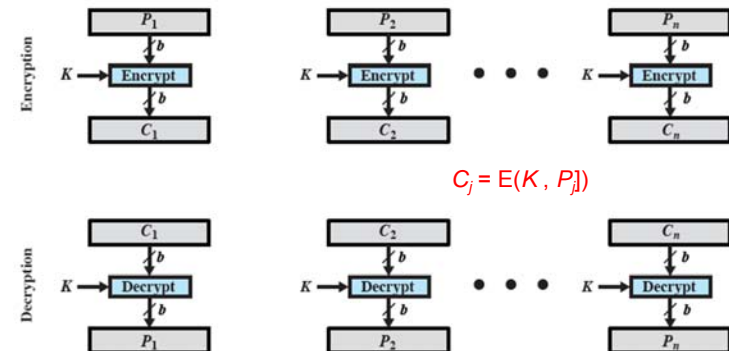 Encryption
P1 P2 Pn
b b b
K Encrypt K Encrypt K Encrypt
b b b
C1 C2 Cn
Cj = E(K , Pj])
Decryption
C1 C2 Cn
b b b
K Decrypt K Decrypt K Decrypt
b b b
P1 P2 Pn